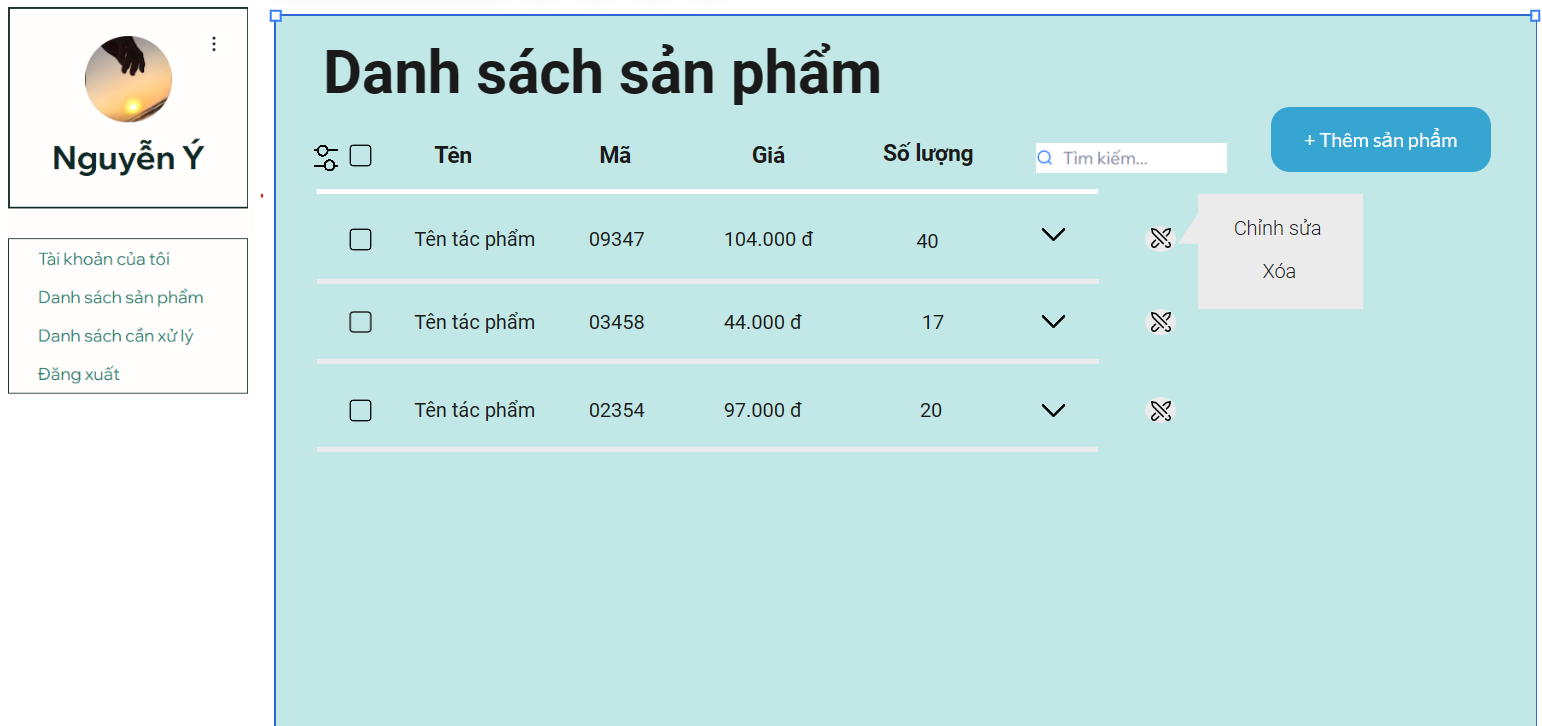 Nguyễn Ý
Tài khoản của tôi
Danh sách sản phẩm
Danh sách cần xử lý
Đăng xuất
Danh sách sản phẩm
+ Thêm sản phẩm
Tên Mã Giá Số lượng Tìm kiếm...
Tên tác phẩm 09347 104.000 đ 40
Chỉnh sửa
Xóa
Tên tác phẩm 03458 44.000 đ 17
Tên tác phẩm 02354 97.000 đ 20